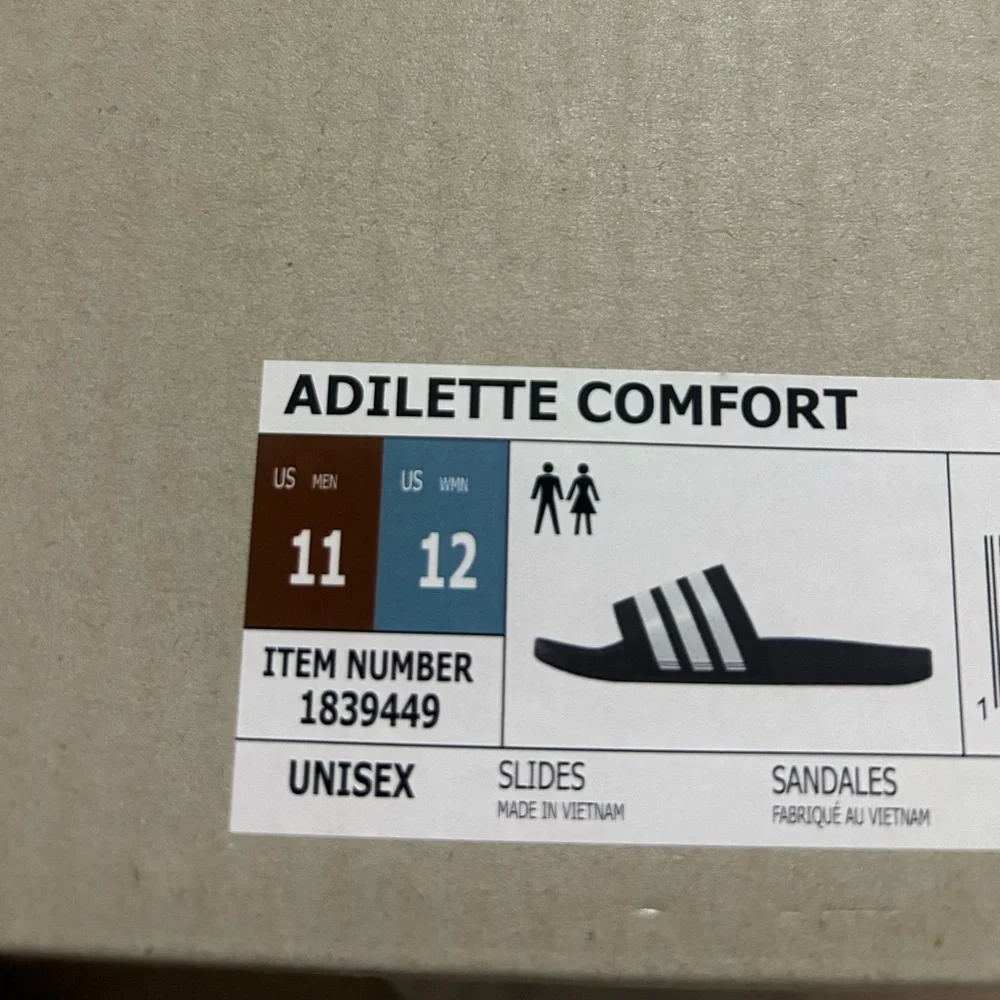 ADILETTE COMFORT
US MEN
11
US WMN
12
ITEM NUMBER
1839449
UNISEX
SLIDES
MADE IN VIETNAM
SANDALES
FABRIQUÉ AU VIETNAM
1